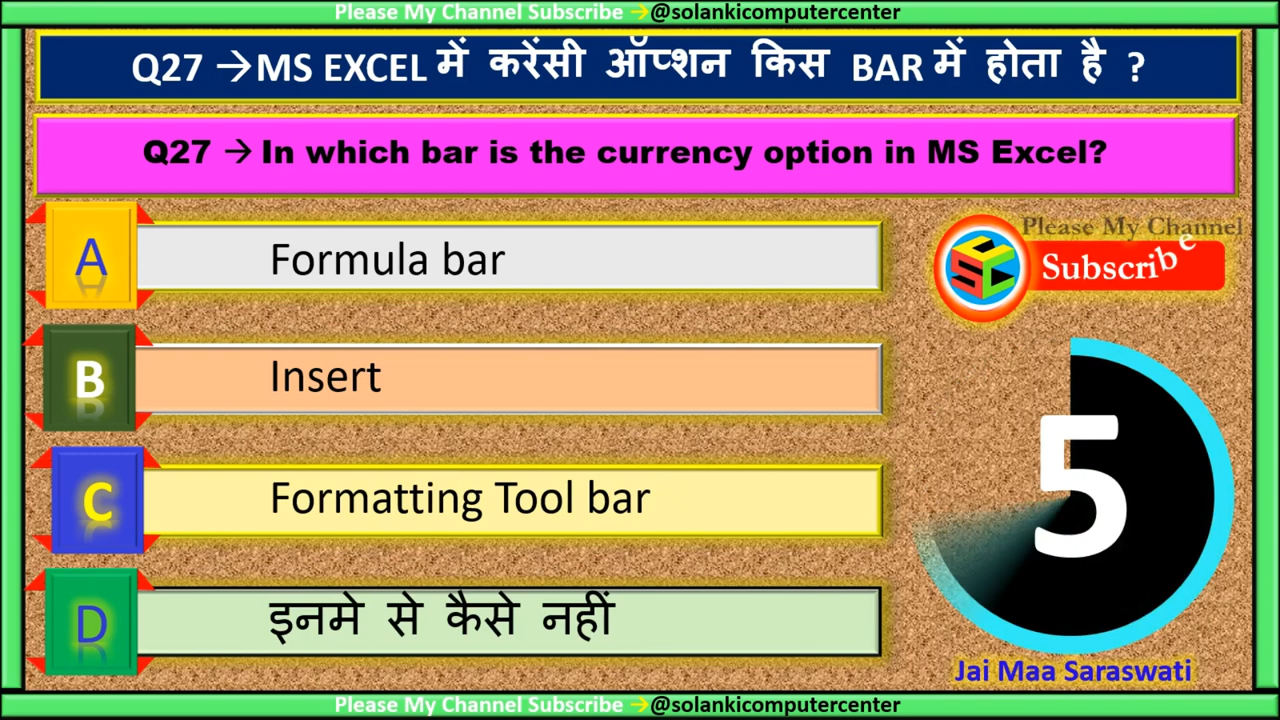 Please My Channel Subscribe →@solankicomputercenter
Q27 →MS EXCEL में करेंसी ऑप्शन किस BAR में होता है ?
Q27 → In which bar is the currency option in MS Excel?
A Formula bar
Please My Channel
Subscribe
B Insert
C Formatting Tool bar
5
D इनमे से कैसे नहीं
Jai Maa Saraswati
Please My Channel Subscribe →@solankicomputercenter